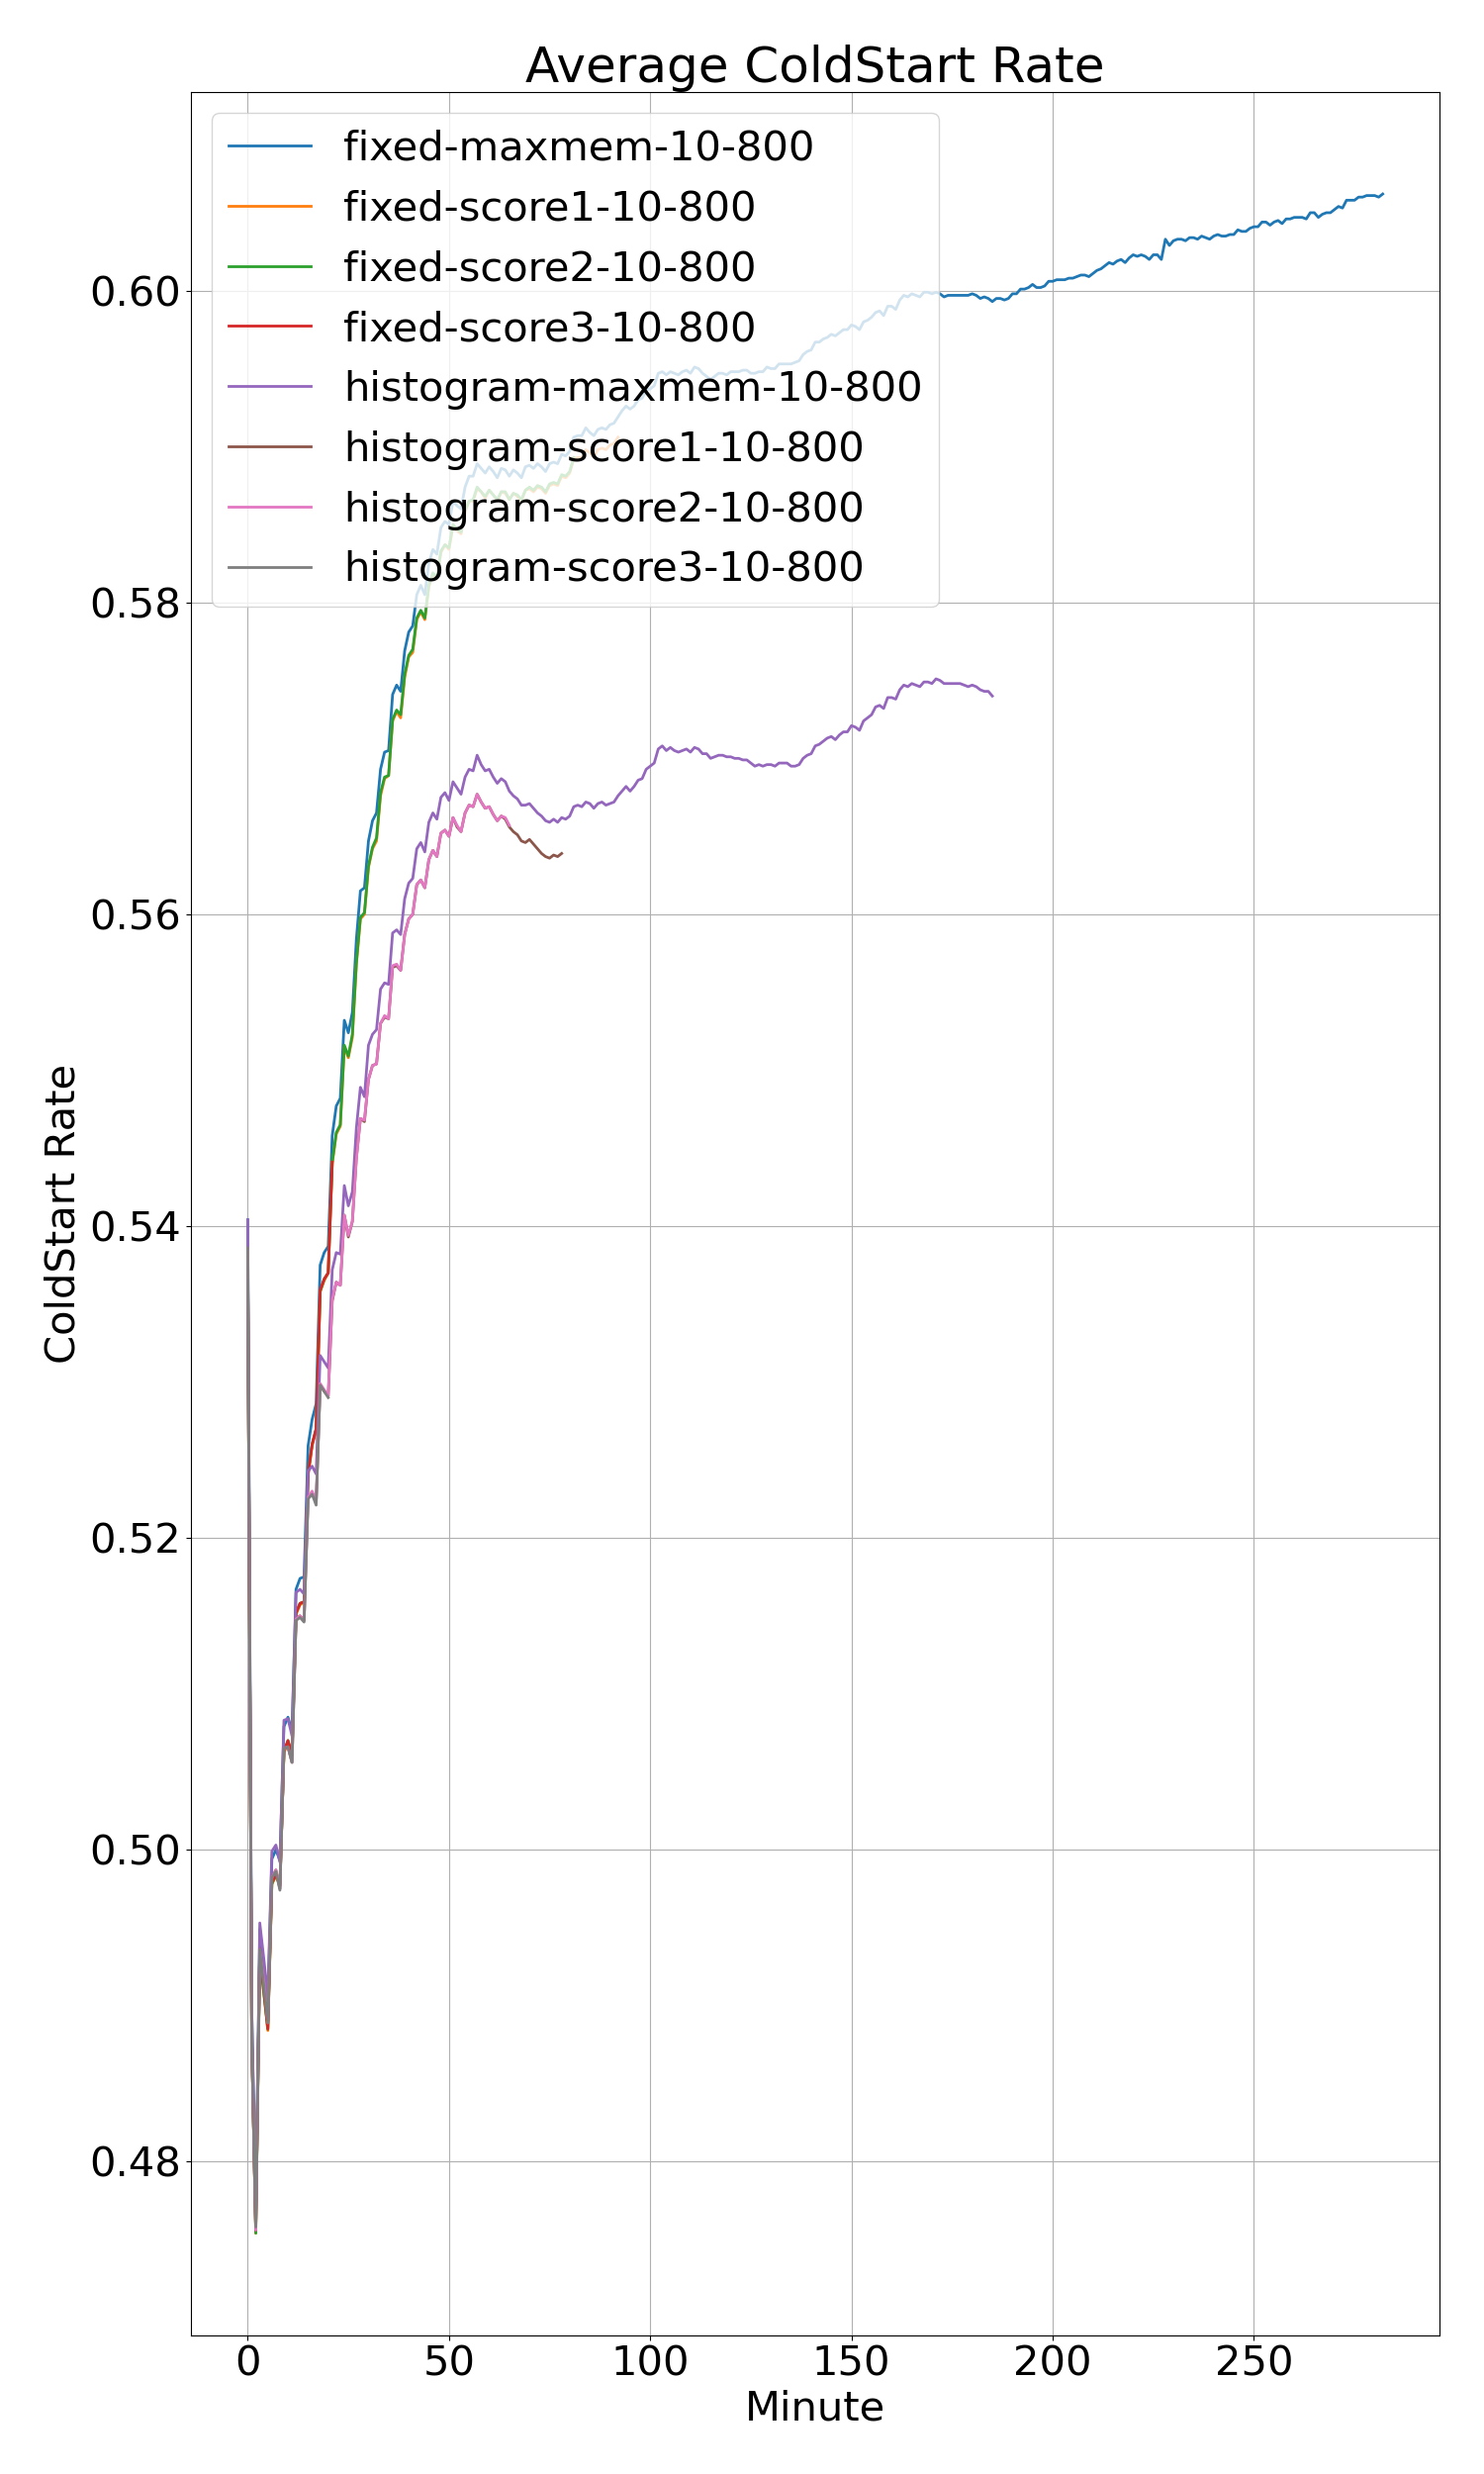 Average ColdStart Rate
fixed-maxmem-10-800
fixed-score1-10-800
fixed-score2-10-800
fixed-score3-10-800
histogram-maxmem-10-800
histogram-score1-10-800
histogram-score2-10-800
histogram-score3-10-800
0.60
0.58
0.56
0.54
0.52
0.50
0.48
ColdStart Rate
0 50 100 150 200 250
Minute